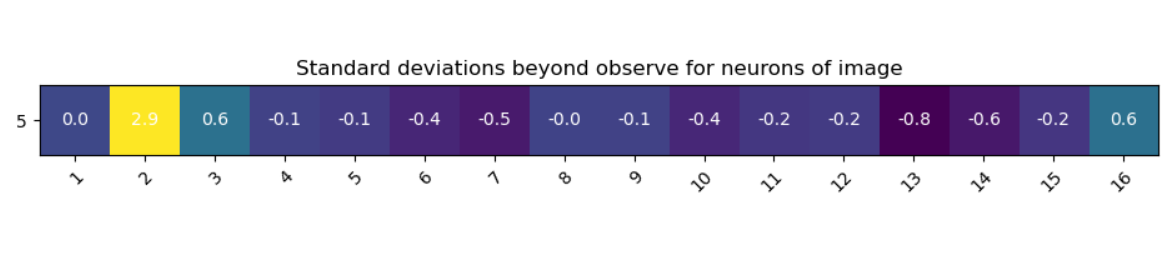 Standard deviations beyond observe for neurons of image
5 0.0 2.9 0.6 -0.1 -0.1 -0.4 -0.5 -0.0 -0.1 -0.4 -0.2 -0.2 -0.8 -0.6 -0.2 0.6
1 2 3 4 5 6 7 8 9 10 11 12 13 14 15 16